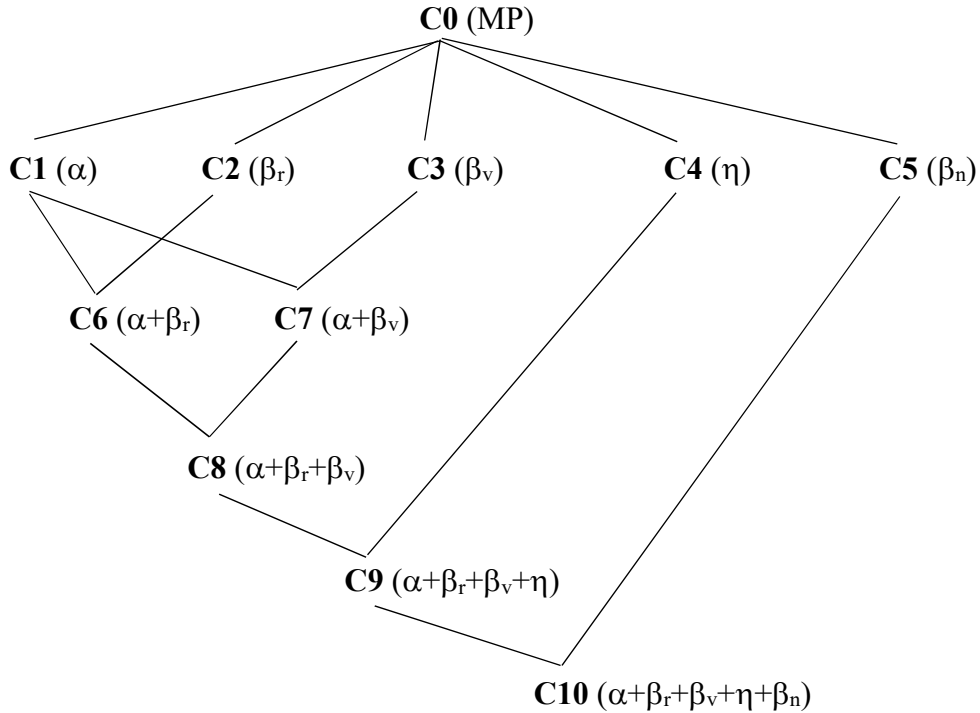 C0 (MP)
C1 (α) C2 (βr) C3 (βv) C4 (η) C5 (βn)
C6 (α+βr) C7 (α+βv)
C8 (α+βr+βv)
C9 (α+βr+βv+η)
C10 (α+βr+βv+η+βn)